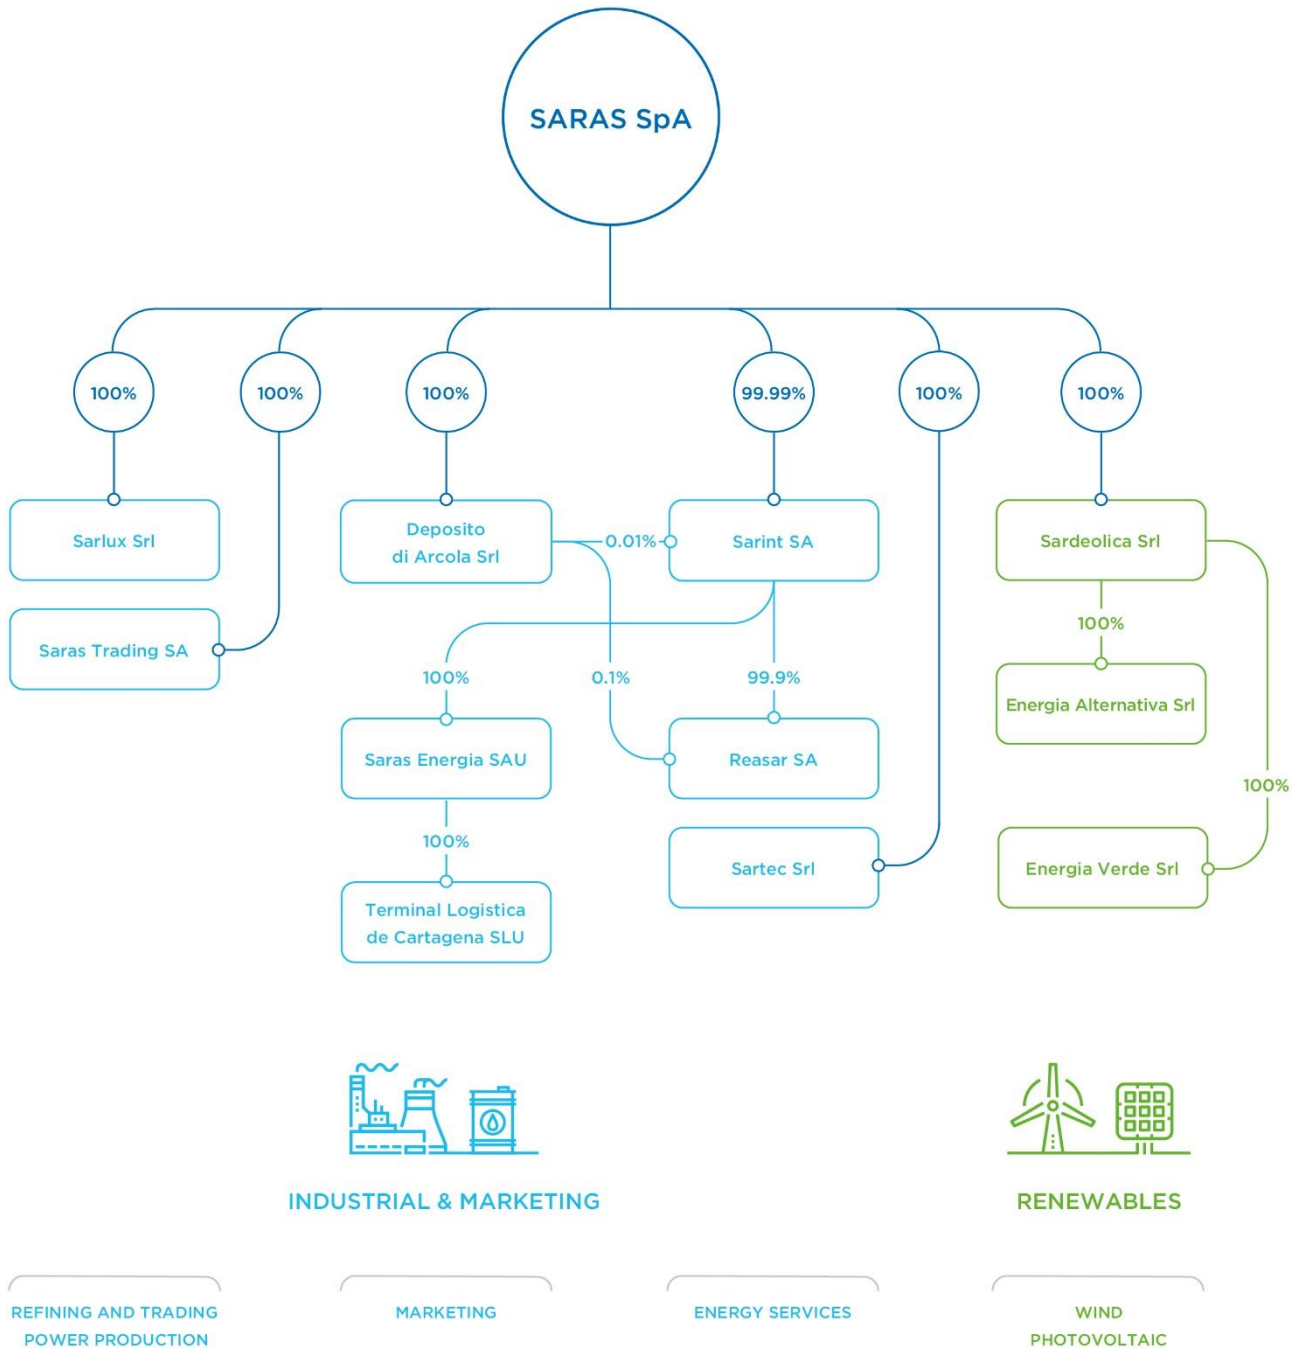 SARAS SpA
100%
100%
100%
99.99%
100%
100%
Sarlux Srl
Deposito
di Arcola Srl
0.01%
Sarint SA
Sardeolica Srl
100%
Saras Trading SA
100%
0.1%
99.9%
Energia Alternativa Srl
Saras Energia SAU
Reasar SA
100%
100%
Sartec Srl
Energia Verde Srl
Terminal Logistica
de Cartagena SLU
INDUSTRIAL & MARKETING
RENEWABLES
REFINING AND TRADING
POWER PRODUCTION
MARKETING
ENERGY SERVICES
WIND
PHOTOVOLTAIC